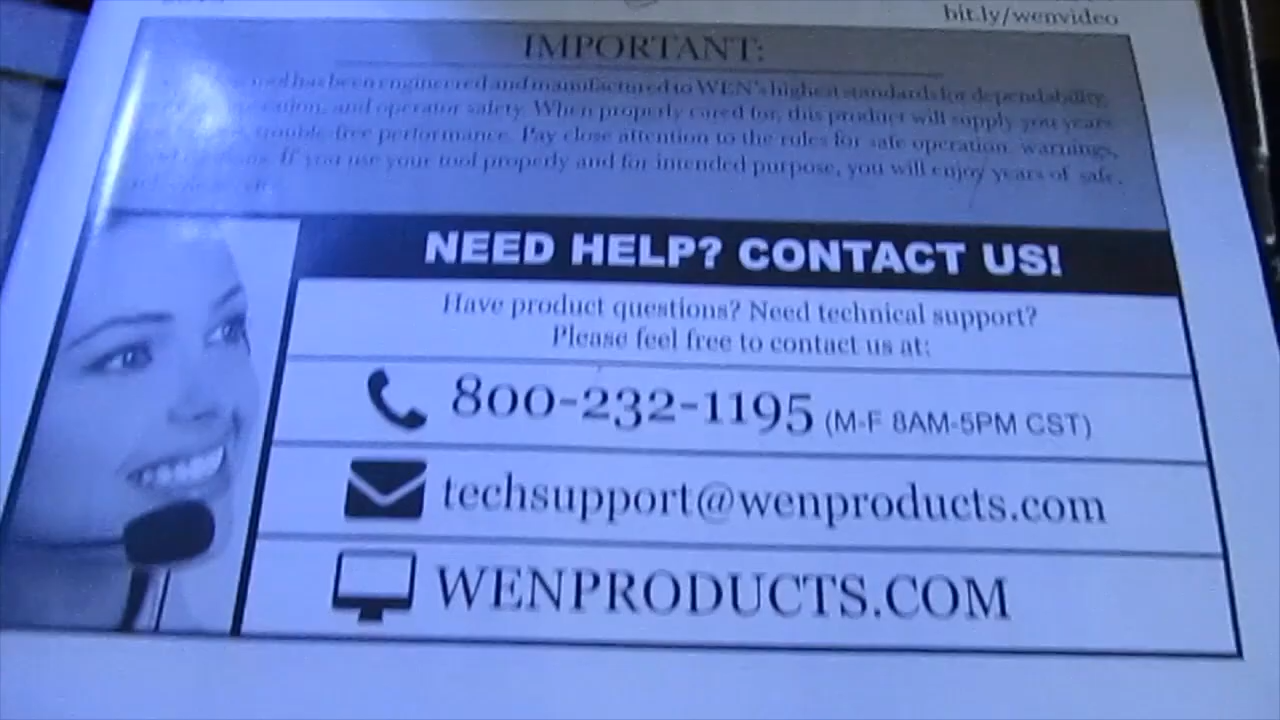 bit.ly/wenvideo
IMPORTANT:
has been engineered and manufactured to WEN's highest standards for dependability,
and operator safety. When properly cared for, this product will supply you years
trouble-free performance. Pay close attention to the rules for safe operation, warnings,
If you use your tool properly and for intended purpose, you will enjoy years of safe,
NEED HELP? CONTACT US!
Have product questions? Need technical support?
Please feel free to contact us at:
800-232-1195 (M-F 8AM-5PM CST)
techsupport@wenproducts.com
WENPRODUCTS.COM